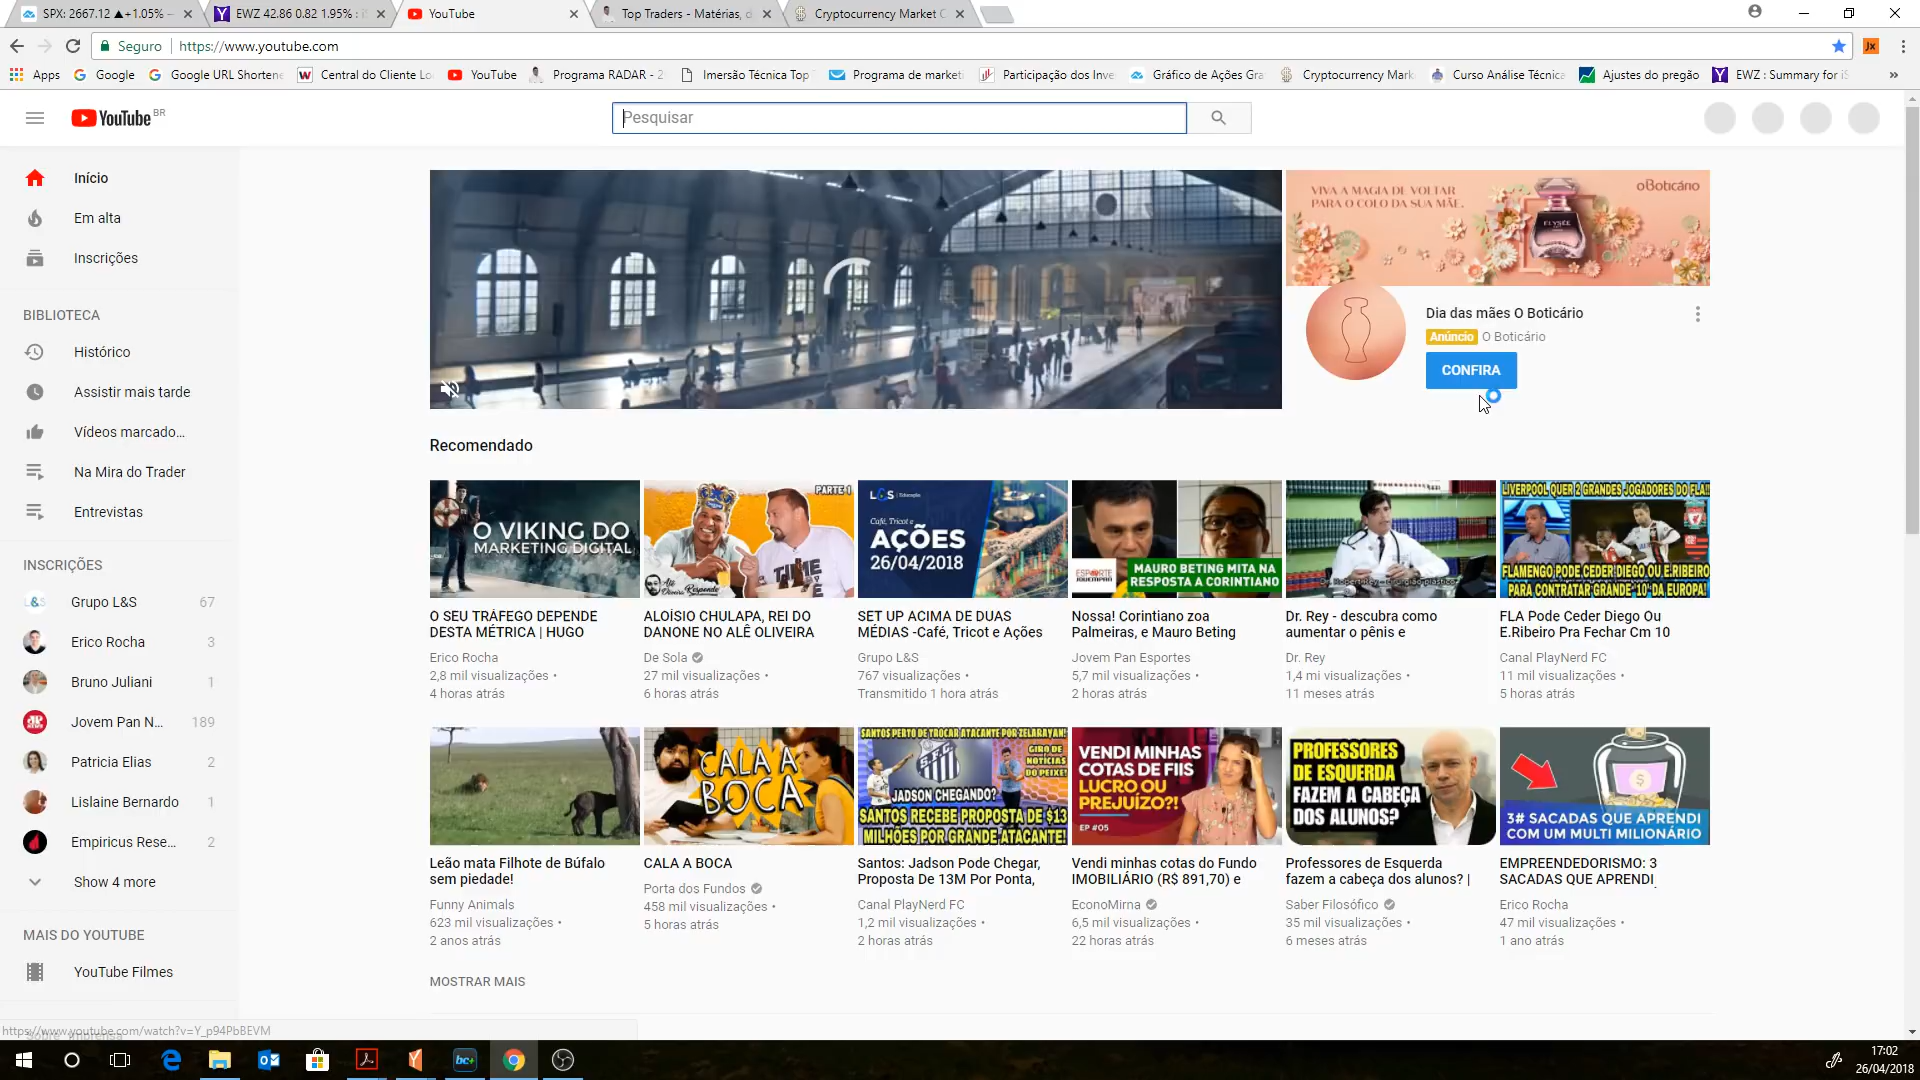 SPX: 2667.12 ▲+1.05%
EWZ 42.86 0.82 1.95%
YouTube
Top Traders - Matérias,
Cryptocurrency Market
Seguro
https://www.youtube.com
Apps
Google
Google URL Shortene
Central do Cliente Lo
YouTube
Programa RADAR - 2
Imersão Técnica Top
Programa de market
Participação dos Inve
Gráfico de Ações Gra
Cryptocurrency Mark
Curso Análise Técnica
Ajustes do pregão
EWZ : Summary for iS
YouTube BR
Pesquisar
Início
Em alta
Inscrições
BIBLIOTECA
Histórico
Assistir mais tarde
Vídeos marcado...
Na Mira do Trader
Entrevistas
INSCRIÇÕES
Grupo L&S 67
Erico Rocha 3
Bruno Juliani 1
Jovem Pan N... 189
Patricia Elias 2
Lislaine Bernardo 1
Empiricus Rese... 2
Show 4 more
MAIS DO YOUTUBE
YouTube Filmes
https://www.youtube.com/watch?v=Y_p94PbBEVM
VIVA A MAGIA DE VOLTAR
PARA O COLO DA SUA MÃE.
oBoticário
ELYSÉE
Dia das mães O Boticário
Anúncio O Boticário
CONFIRA
Recomendado
O VIKING DO
MARKETING DIGITAL
O SEU TRÁFEGO DEPENDE
DESTA MÉTRICA | HUGO
Erico Rocha
2,8 mil visualizações •
4 horas atrás
PARTE 1
Alê
Oliveira Responde
ALOÍSIO CHULAPA, REI DO
DANONE NO ALÊ OLIVEIRA
De Sola
27 mil visualizações •
6 horas atrás
L&S Educação
Café, Tricot e
AÇÕES
26/04/2018
SET UP ACIMA DE DUAS
MÉDIAS -Café, Tricot e Ações
Grupo L&S
767 visualizações •
Transmitido 1 hora atrás
ESPORTE
JOVEMPAN
MAURO BETING MITA NA
RESPOSTA A CORINTIANO
Nossa! Corintiano zoa
Palmeiras, e Mauro Beting
Jovem Pan Esportes
5,7 mil visualizações •
2 horas atrás
Dr. Robert Rey - cirurgião plástico
Dr. Rey - descubra como
aumentar o pênis e
Dr. Rey
1,4 mi visualizações •
11 meses atrás
LIVERPOOL QUER 2 GRANDES JOGADORES DO FLA!!
FLAMENGO PODE CEDER DIEGO OU E.RIBEIRO
PARA CONTRATAR GRANDE "10" DA EUROPA!
FLA Pode Ceder Diego Ou
E.Ribeiro Pra Fechar Cm 10
Canal PlayNerd FC
11 mil visualizações •
5 horas atrás
Leão mata Filhote de Búfalo
sem piedade!
Funny Animals
623 mil visualizações •
2 anos atrás
CALA A
BOCA
CALA A BOCA
Porta dos Fundos
458 mil visualizações •
5 horas atrás
SANTOS PERTO DE TROCAR ATACANTE POR ZELARAYAN!
GIRO DE
NOTÍCIAS
DO PEIXE!
JADSON CHEGANDO?
SANTOS RECEBE PROPOSTA DE $13
MILHÕES POR GRANDE ATACANTE!
Santos: Jadson Pode Chegar,
Proposta De 13M Por Ponta,
Canal PlayNerd FC
1,2 mil visualizações •
2 horas atrás
VENDI MINHAS
COTAS DE FIIS
LUCRO OU
PREJUÍZO?!
EP #05
Vendi minhas cotas do Fundo
IMOBILIÁRIO (R$ 891,70) e
EconoMirna
6,5 mil visualizações •
22 horas atrás
PROFESSORES
DE ESQUERDA
FAZEM A CABEÇA
DOS ALUNOS?
Professores de Esquerda
fazem a cabeça dos alunos? |
Saber Filosófico
35 mil visualizações •
6 meses atrás
3# SACADAS QUE APRENDI
COM UM MULTI MILIONÁRIO
EMPREENDEDORISMO: 3
SACADAS QUE APRENDI
Erico Rocha
47 mil visualizações •
1 ano atrás
MOSTRAR MAIS
17:02
26/04/2018